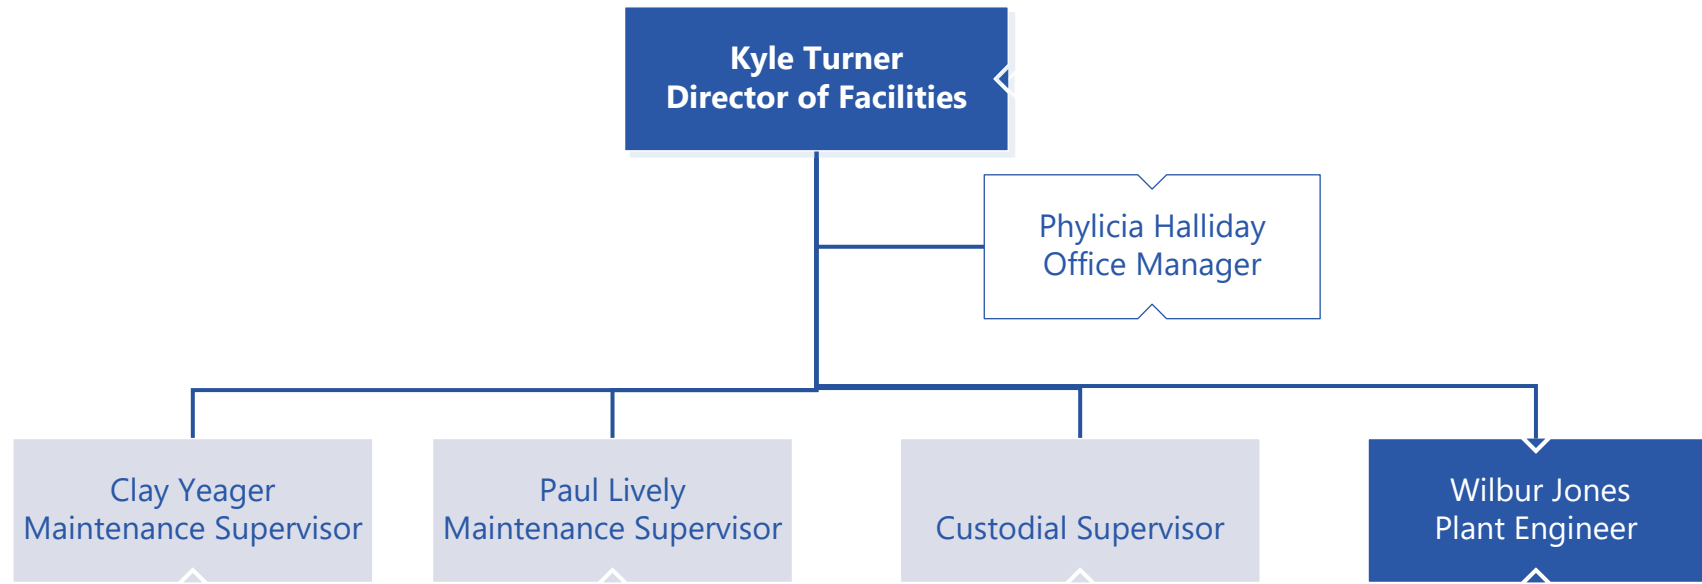 Kyle Turner
Director of Facilities
Phylicia Halliday
Office Manager
Clay Yeager
Maintenance Supervisor
Paul Lively
Maintenance Supervisor
Custodial Supervisor
Wilbur Jones
Plant Engineer